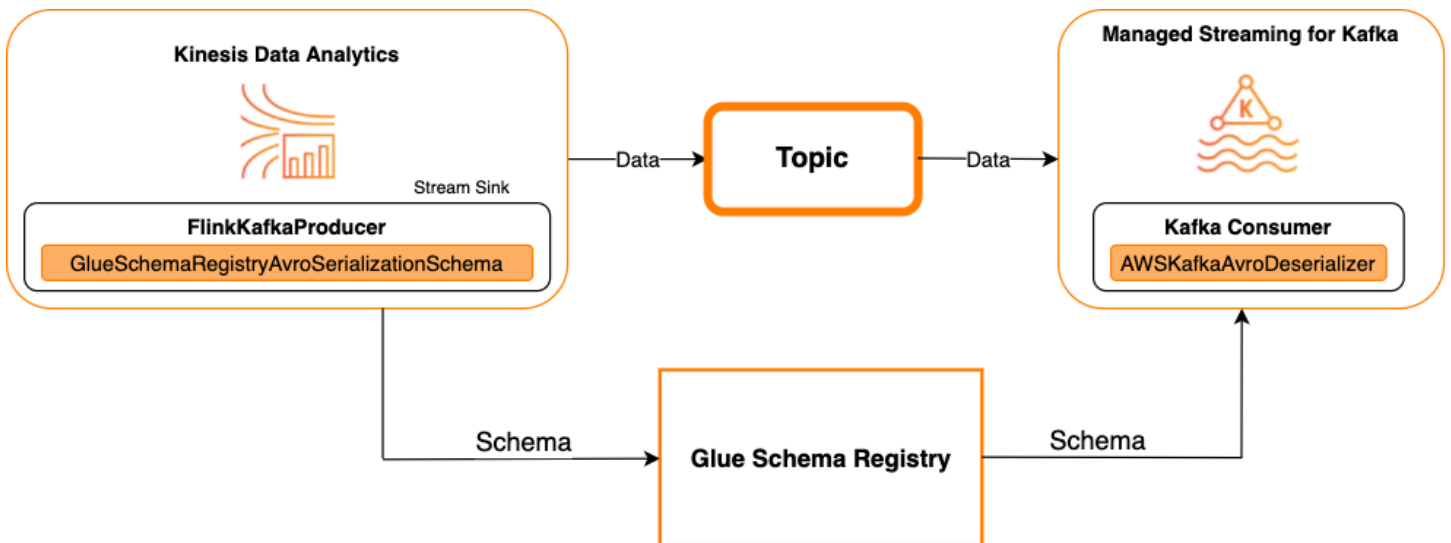 Kinesis Data Analytics
Stream Sink
FlinkKafkaProducer
GlueSchemaRegistryAvroSerializationSchema
Data
Topic
Data
Managed Streaming for Kafka
K
Kafka Consumer
AWSKafkaAvroDeserializer
Schema
Glue Schema Registry
Schema